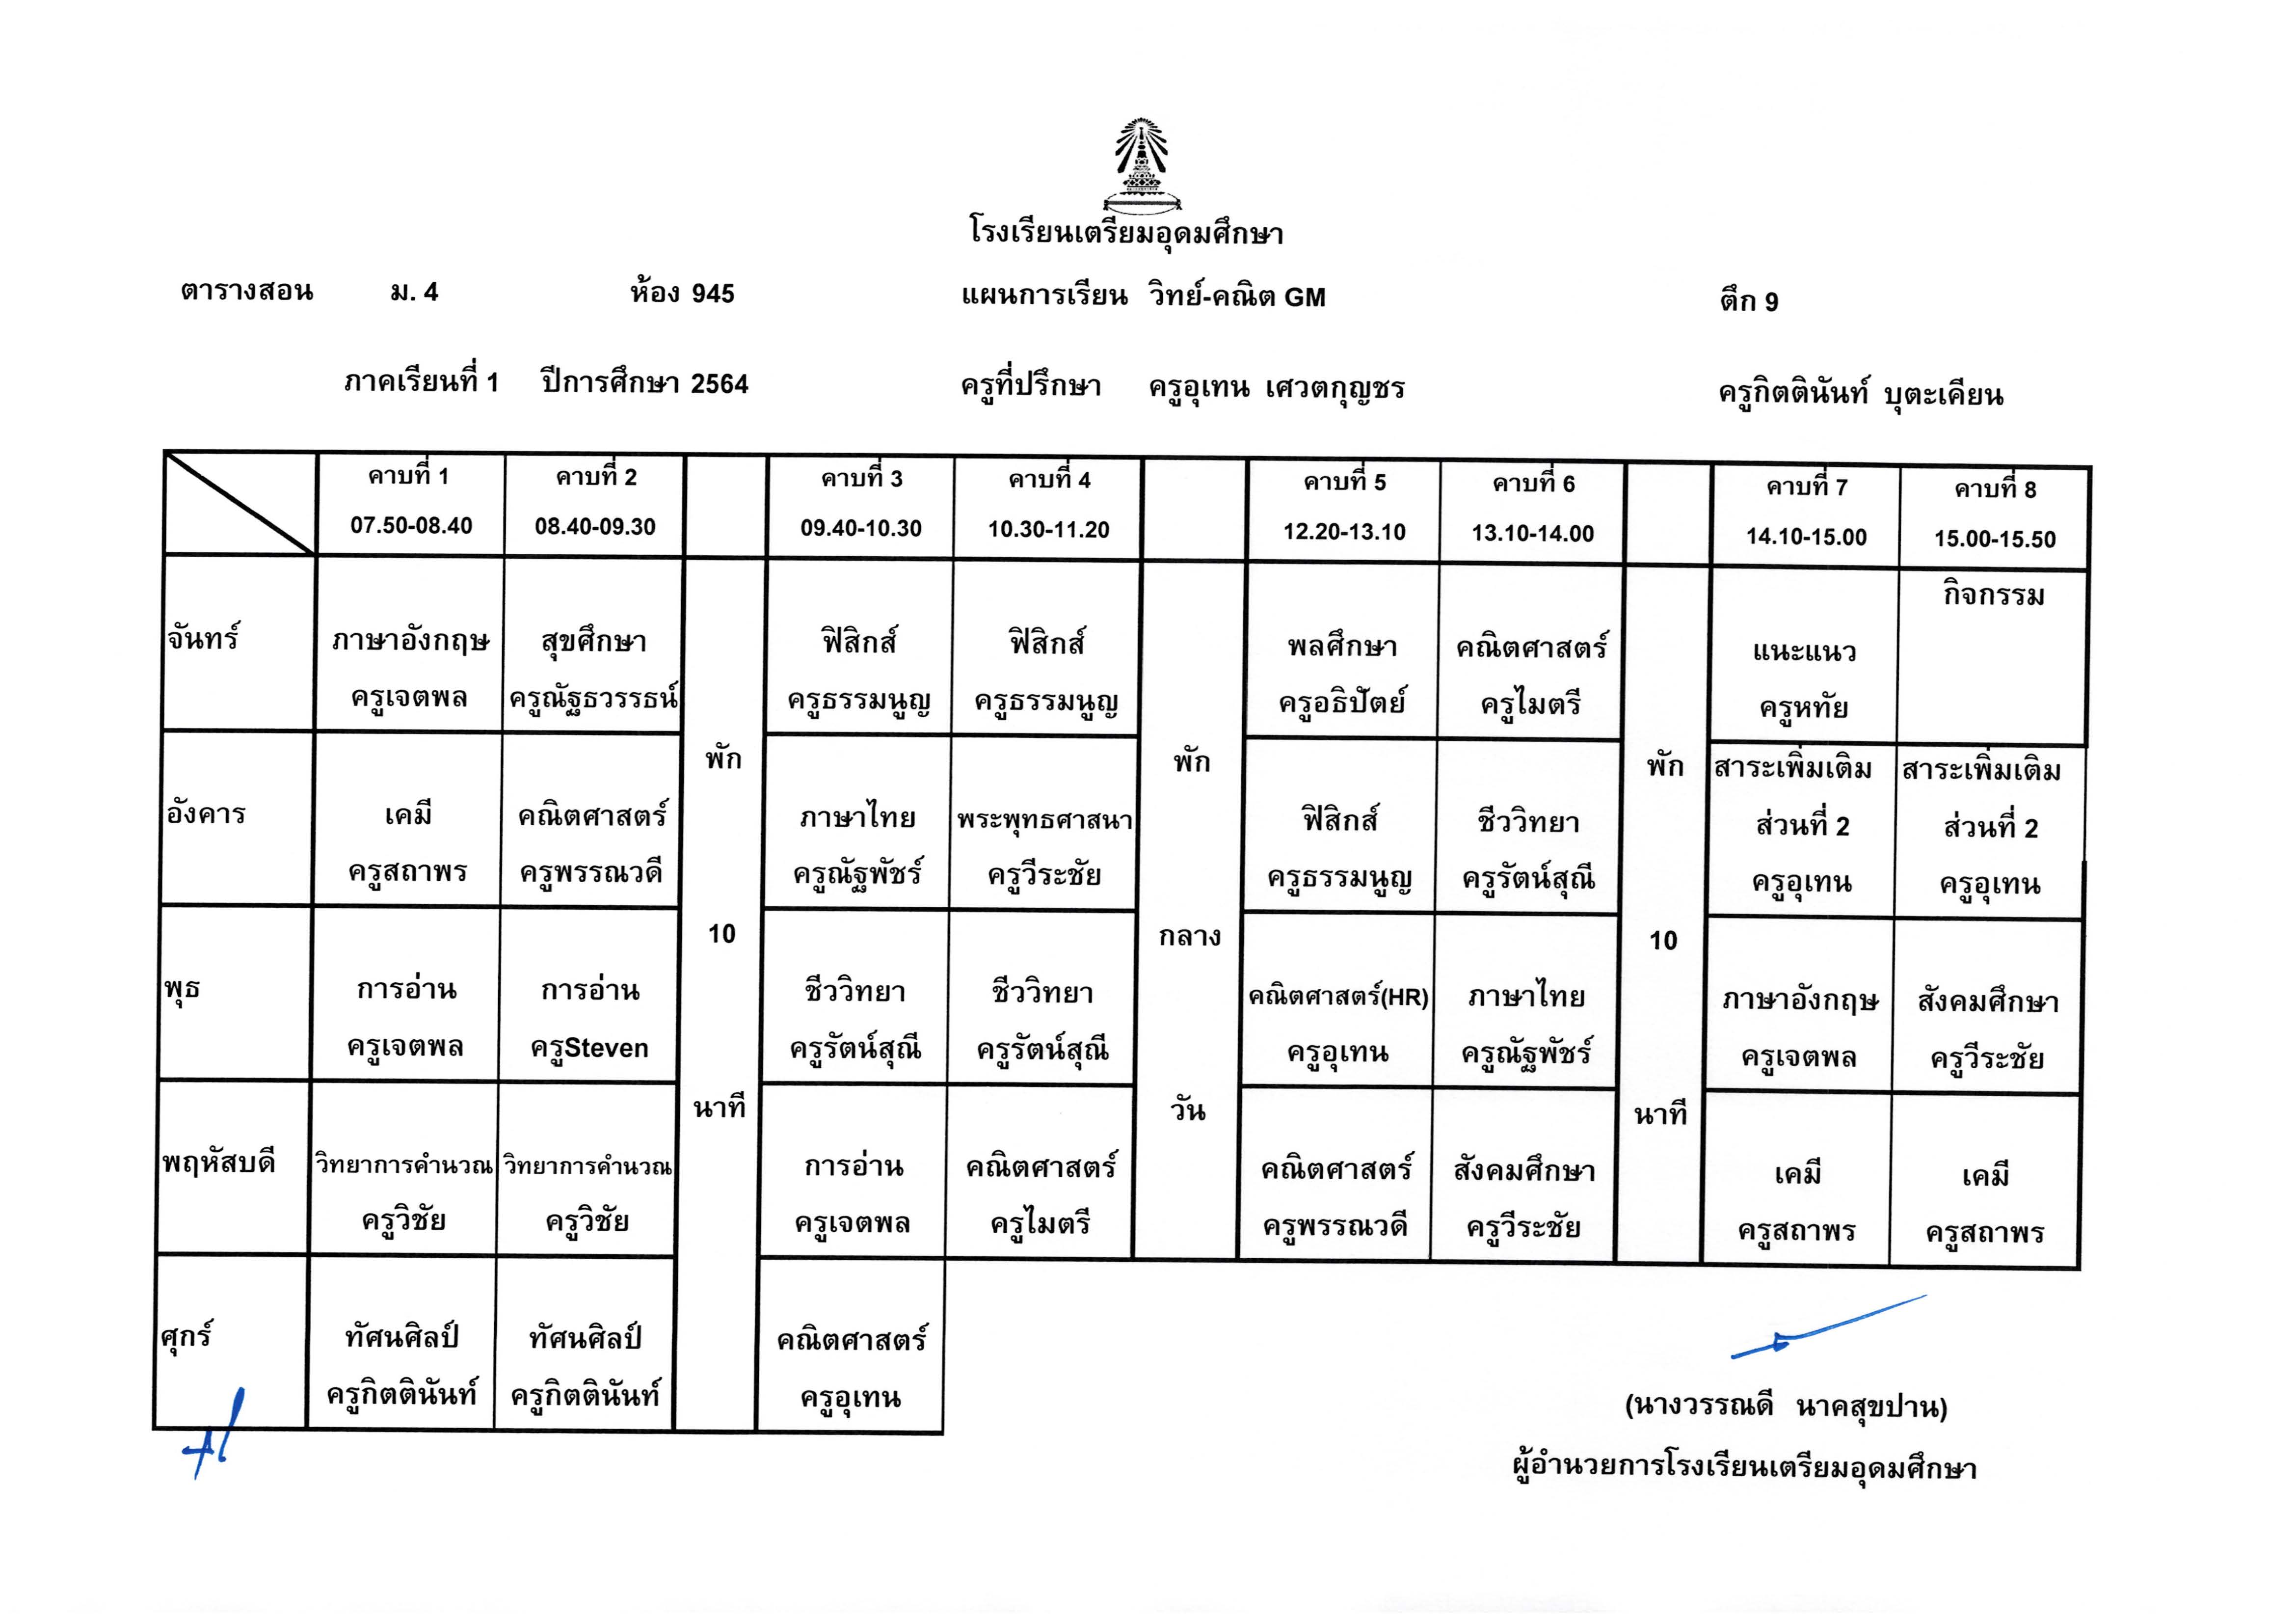 โรงเรียนเตรียมอุดมศึกษา
ตารางสอน ม. 4 ห้อง 945 แผนการเรียน วิทย์-คณิต GM ตึก 9
ภาคเรียนที่ 1 ปีการศึกษา 2564 ครูที่ปรึกษา ครูอุเทน เศวตกุญชร ครูกิตตินันท์ บุตะเคียน
คาบที่ 1 คาบที่ 2 คาบที่ 3 คาบที่ 4 คาบที่ 5 คาบที่ 6 คาบที่ 7 คาบที่ 8
07.50-08.40 08.40-09.30 09.40-10.30 10.30-11.20 12.20-13.10 13.10-14.00 14.10-15.00 15.00-15.50
กิจกรรม
จันทร์ ภาษาอังกฤษ สุขศึกษา ฟิสิกส์ ฟิสิกส์ พลศึกษา คณิตศาสตร์ แนะแนว
ครูเจตพล ครูณัฐธวรรธน์ ครูธรรมนูญ ครูธรรมนูญ ครูอธิปัตย์ ครูไมตรี ครูหทัย
พัก พัก พัก สาระเพิ่มเติม สาระเพิ่มเติม
อังคาร เคมี คณิตศาสตร์ ภาษาไทย พระพุทธศาสนา ฟิสิกส์ ชีววิทยา ส่วนที่ 2 ส่วนที่ 2
ครูสถาพร ครูพรรณวดี ครูณัฐพัชร์ ครูวีระชัย ครูธรรมนูญ ครูรัตน์สุณี ครูอุเทน ครูอุเทน
10 กลาง 10
พุธ การอ่าน การอ่าน ชีววิทยา ชีววิทยา คณิตศาสตร์(HR) ภาษาไทย ภาษาอังกฤษ สังคมศึกษา
ครูเจตพล ครูSteven ครูรัตน์สุณี ครูรัตน์สุณี ครูอุเทน ครูณัฐพัชร์ ครูเจตพล ครูวีระชัย
นาที วัน นาที
พฤหัสบดี วิทยาการคำนวณ วิทยาการคำนวณ การอ่าน คณิตศาสตร์ คณิตศาสตร์ สังคมศึกษา เคมี เคมี
ครูวิชัย ครูวิชัย ครูเจตพล ครูไมตรี ครูพรรณวดี ครูวีระชัย ครูสถาพร ครูสถาพร
ศุกร์ ทัศนศิลป์ ทัศนศิลป์ คณิตศาสตร์
ครูกิตตินันท์ ครูกิตตินันท์ ครูอุเทน
(นางวรรณดี นาคสุขปาน)
ผู้อำนวยการโรงเรียนเตรียมอุดมศึกษา